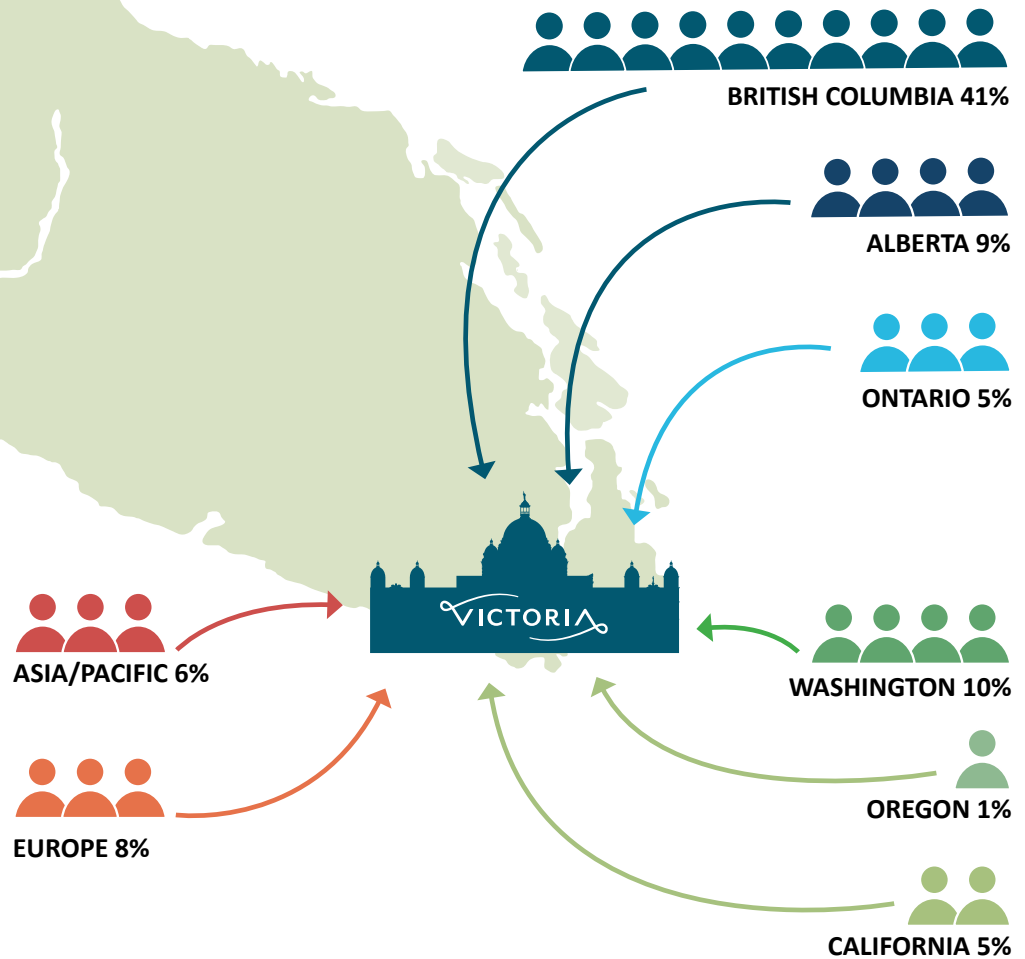 BRITISH COLUMBIA 41%
ALBERTA 9%
ONTARIO 5%
VICTORIA
ASIA/PACIFIC 6%
WASHINGTON 10%
OREGON 1%
EUROPE 8%
CALIFORNIA 5%